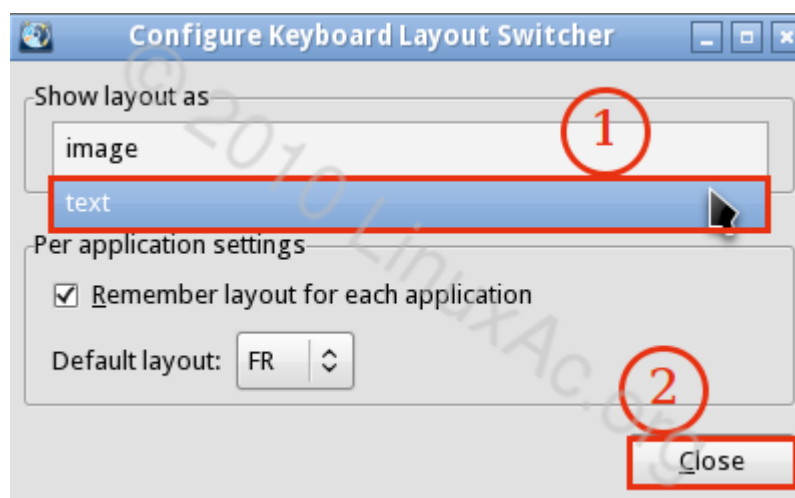 Configure Keyboard Layout Switcher
Show layout as
image
1
text
Per application settings
Remember layout for each application
Default layout: FR
2
Close
© 2010 LinuxAc.org